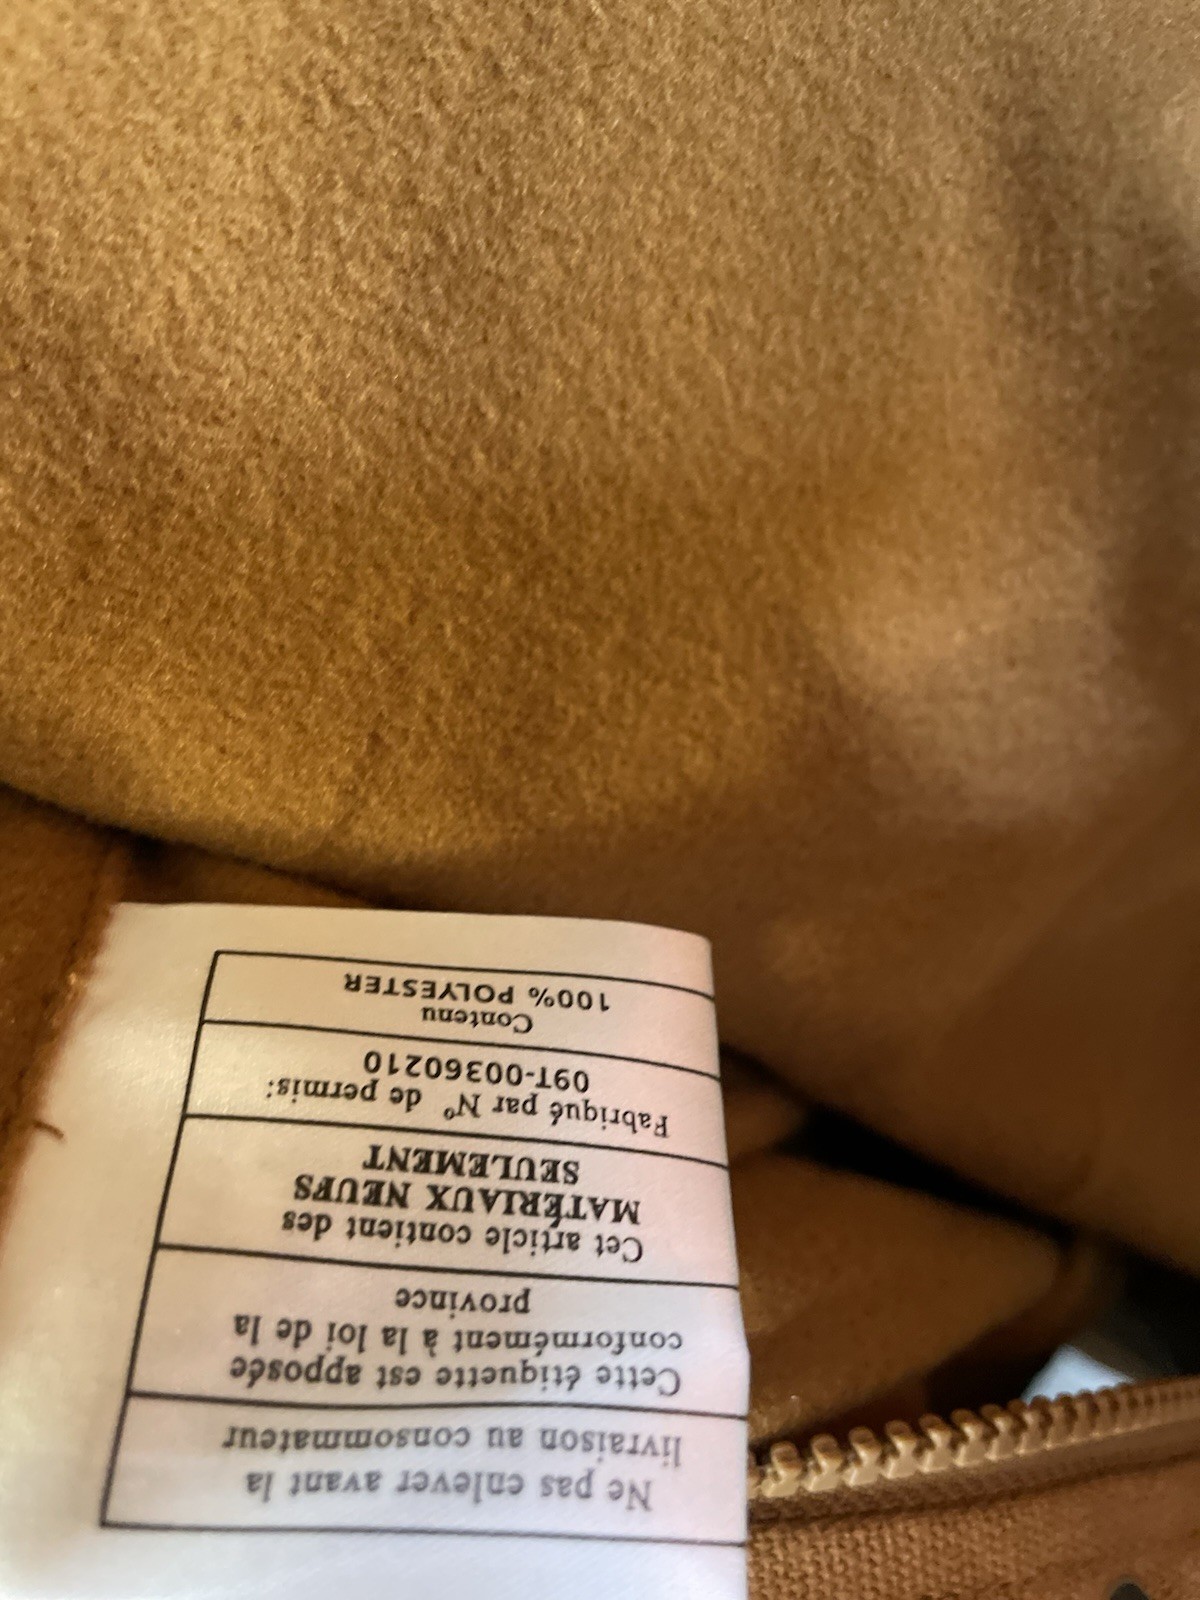 Ne pas enlever avant la
livraison au consommateur
Cette étiquette est apposée
conformément à la loi de la
province
Cet article contient des
MATÉRIAUX NEUFS
SEULEMENT
Fabriqué par N° de permis:
09T-00360210
Contenu
100% POLYESTER